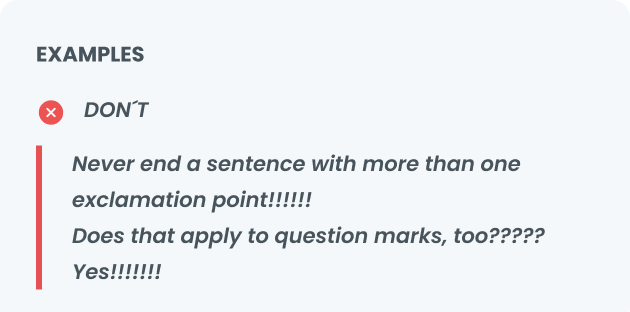 EXAMPLES
DON´T
Never end a sentence with more than one
exclamation point!!!!!!
Does that apply to question marks, too?????
Yes!!!!!!!